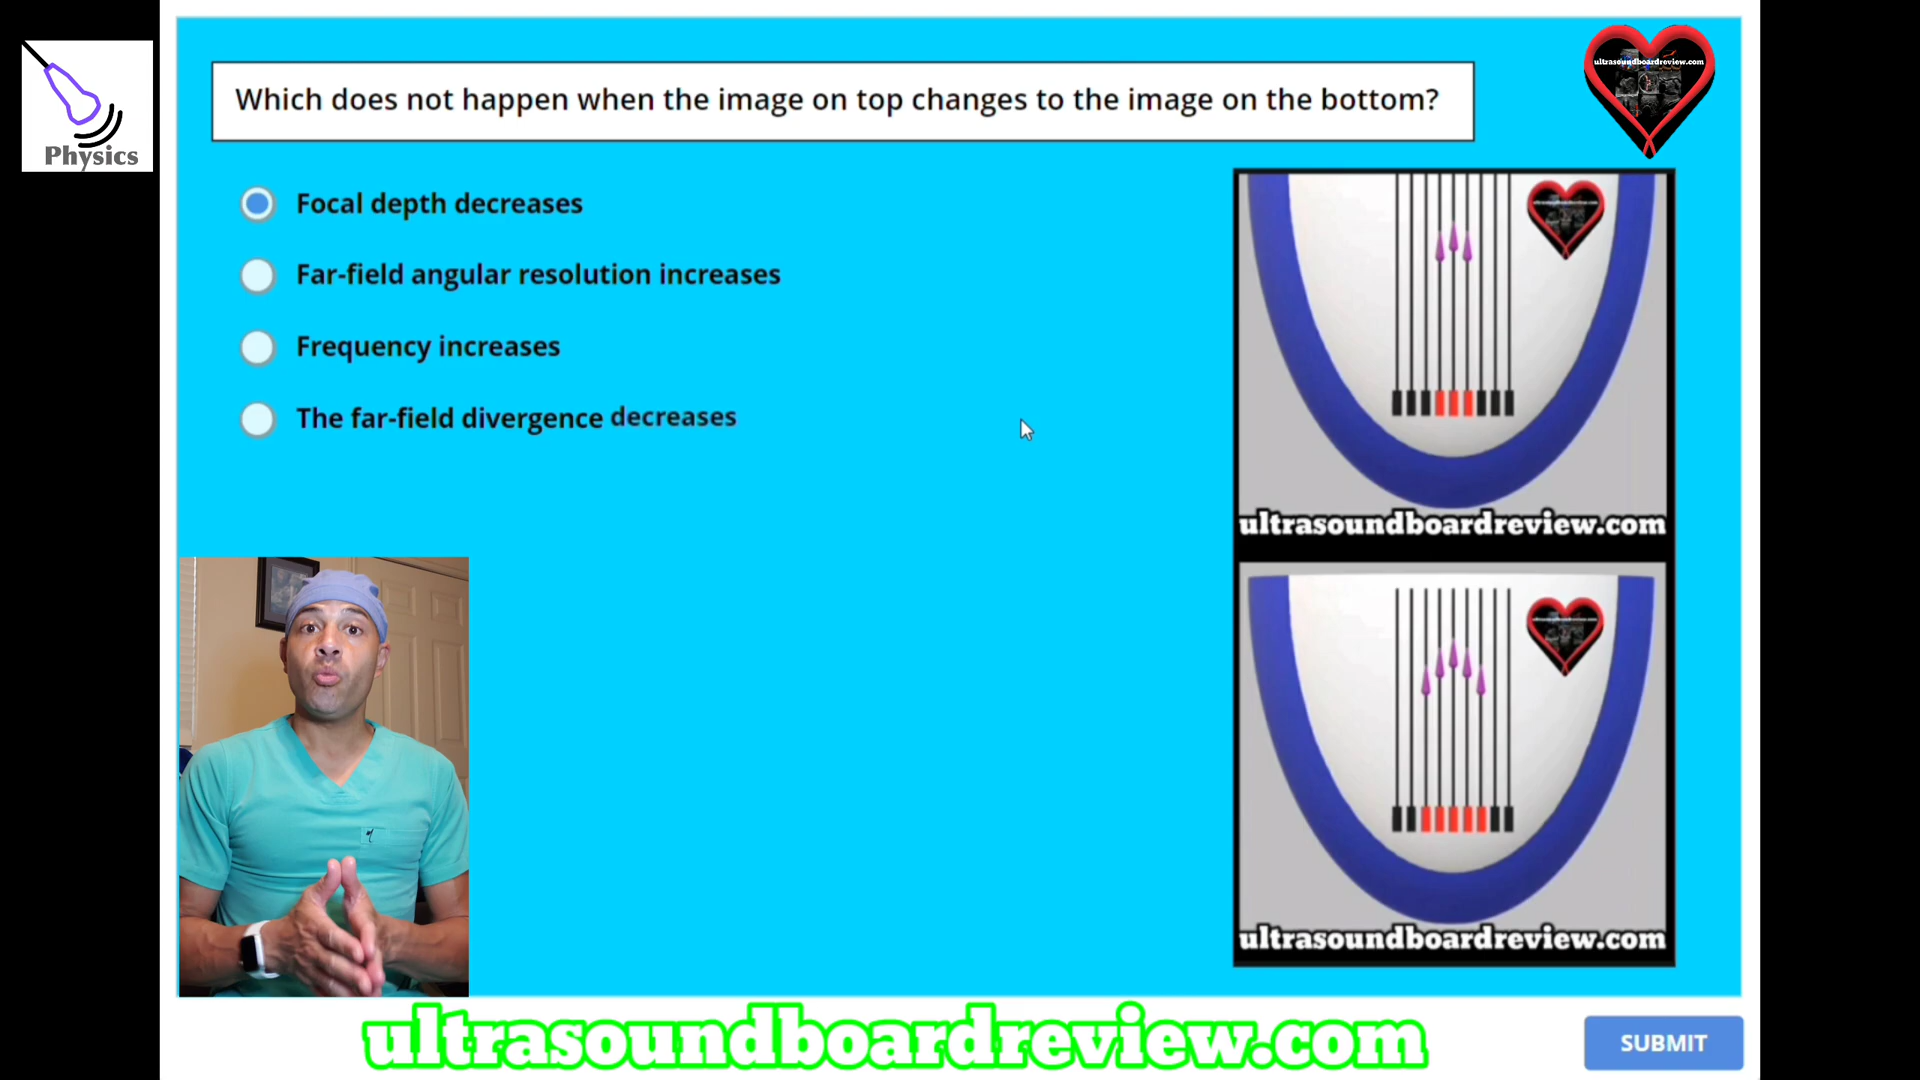 Physics
Which does not happen when the image on top changes to the image on the bottom?
ultrasoundboardreview.com
Focal depth decreases
Far-field angular resolution increases
Frequency increases
The far-field divergence decreases
ultrasoundboardreview.com
ultrasoundboardreview.com
ultrasoundboardreview.com
SUBMIT